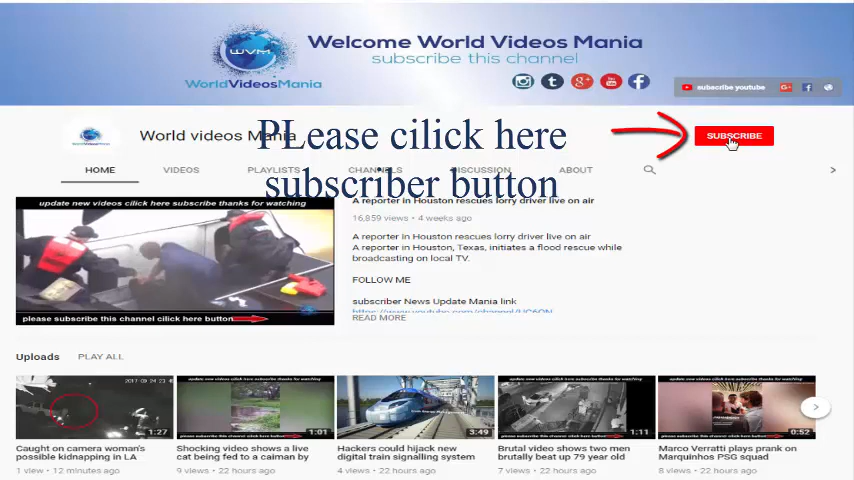 WVM
WorldVideosMania
Welcome World Videos Mania
subscribe this channel
subscribe youtube
World videos Mania
PLease cilick here
subscriber button
SUBSCRIBE
HOME
VIDEOS
PLAYLISTS
CHANNELS
DISCUSSION
ABOUT
update new videos cilick here subscribe thanks for watching
please subscribe this channel cilick here button
A reporter in Houston rescues lorry driver live on air
16,859 views • 4 weeks ago
A reporter in Houston rescues lorry driver live on air
A reporter in Houston, Texas, initiates a flood rescue while
broadcasting on local TV.
FOLLOW ME
subscriber News Update Mania link
READ MORE
Uploads
PLAY ALL
1:27
1:01
3:49
1:11
0:52
Caught on camera woman's
possible kidnapping in LA
1 view • 12 minutes ago
Shocking video shows a live
cat being fed to a caiman by
9 views • 22 hours ago
Hackers could hijack new
digital train signalling system
4 views • 22 hours ago
Brutal video shows two men
brutally beat up 79 year old
7 views • 22 hours ago
Marco Verratti plays prank on
Marquinhos PSG squad
8 views • 22 hours ago